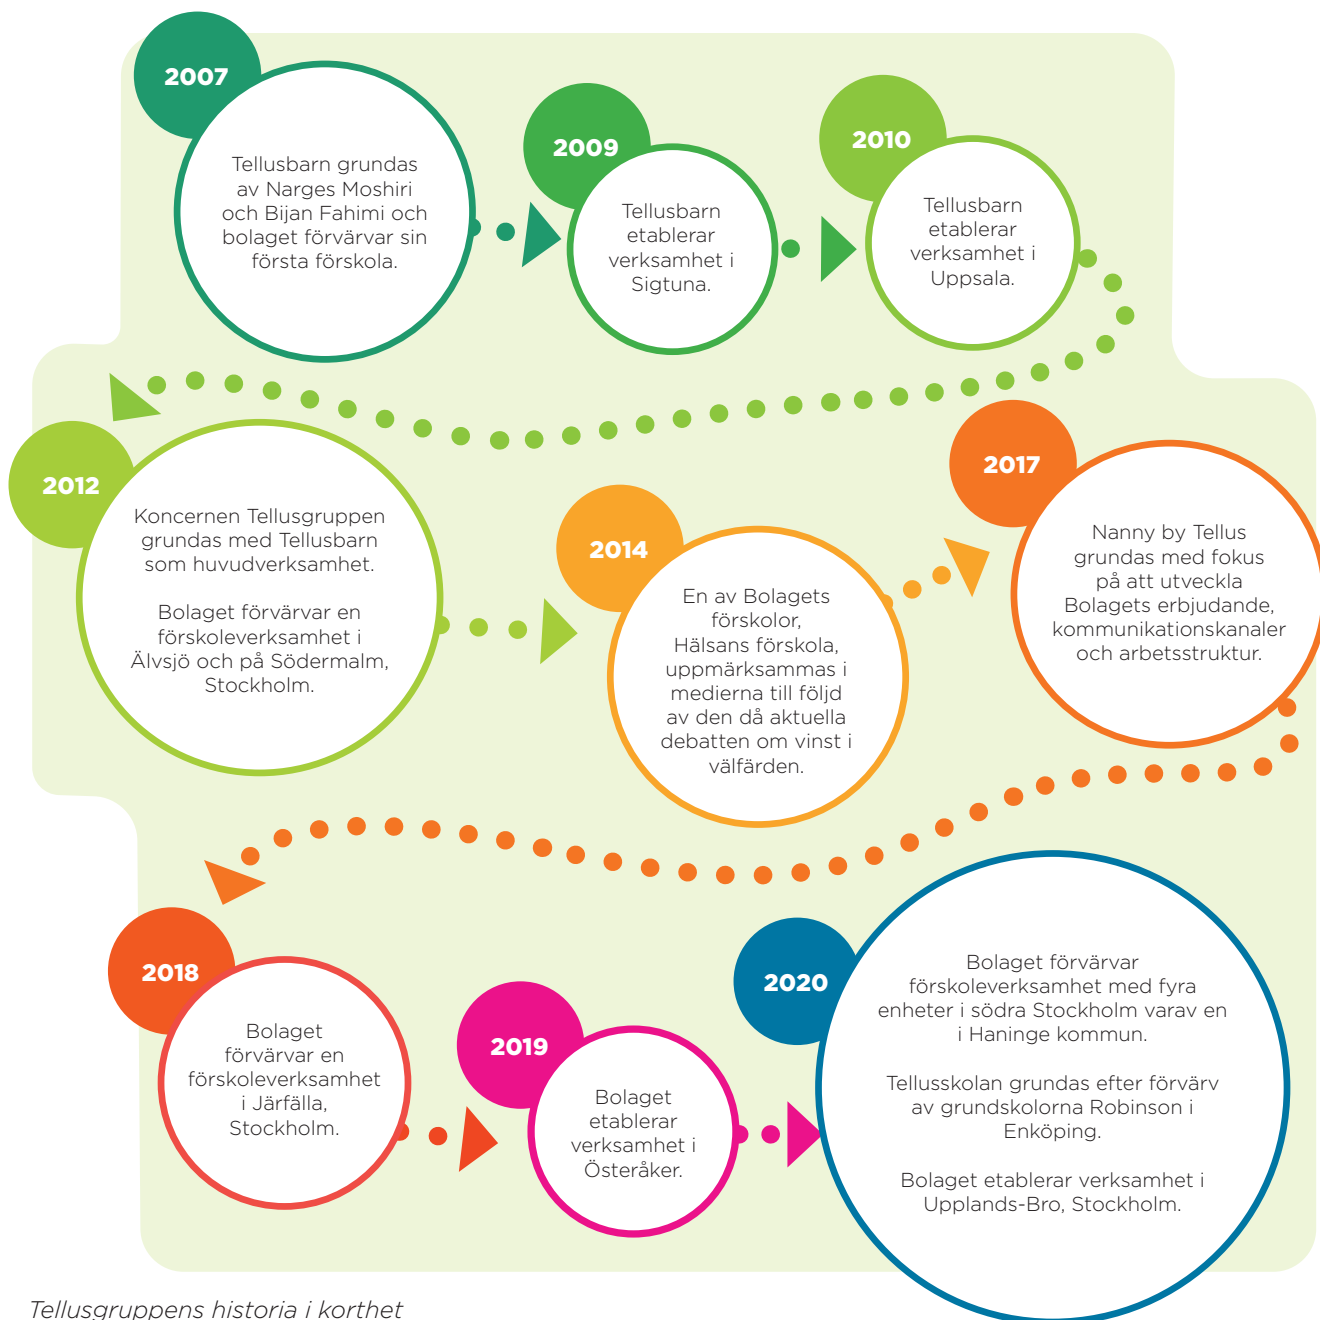 2007
Tellusbarn grundas
av Narges Moshiri
och Bijan Fahimi och
bolaget förvärvar sin
första förskola.
2009
Tellusbarn
etablerar
verksamhet i
Sigtuna.
2010
Tellusbarn
etablerar
verksamhet i
Uppsala.
2012
Koncernen Tellusgruppen
grundas med Tellusbarn
som huvudverksamhet.
Bolaget förvärvar en
förskoleverksamhet i
Älvsjö och på Södermalm,
Stockholm.
2014
En av Bolagets
förskolor,
Hälsans förskola,
uppmärksammas i
medierna till följd
av den då aktuella
debatten om vinst i
välfärden.
2017
Nanny by Tellus
grundas med fokus
på att utveckla
Bolagets erbjudande,
kommunikationskanaler
och arbetsstruktur.
2018
Bolaget
förvärvar en
förskoleverksamhet
i Järfälla,
Stockholm.
2019
Bolaget
etablerar
verksamhet i
Österåker.
2020
Bolaget förvärvar
förskoleverksamhet med fyra
enheter i södra Stockholm varav en
i Haninge kommun.
Tellusskolan grundas efter förvärv
av grundskolorna Robinson i
Enköping.
Bolaget etablerar verksamhet i
Upplands-Bro, Stockholm.
Tellusgruppens historia i korthet